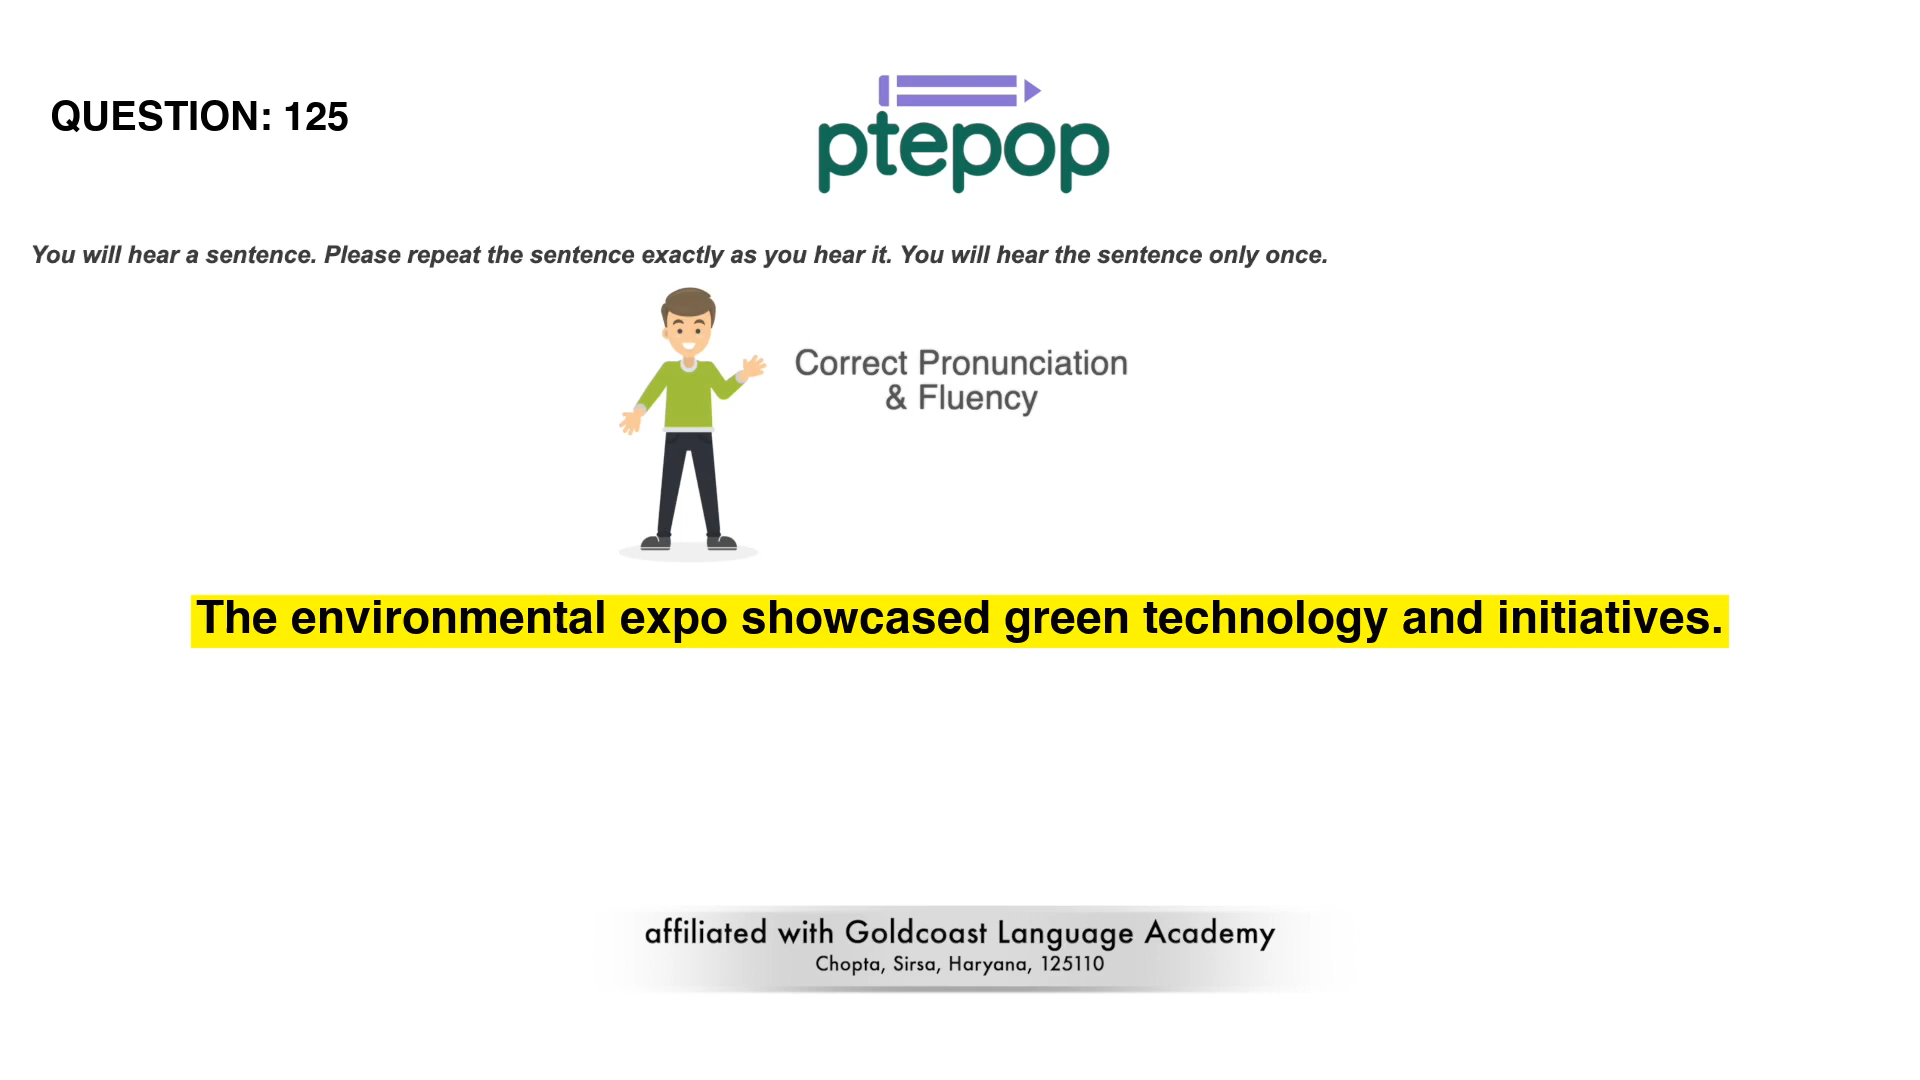 QUESTION: 125
ptepop
You will hear a sentence. Please repeat the sentence exactly as you hear it. You will hear the sentence only once.
Correct Pronunciation
& Fluency
The environmental expo showcased green technology and initiatives.
affiliated with Goldcoast Language Academy
Chopta, Sirsa, Haryana, 125110